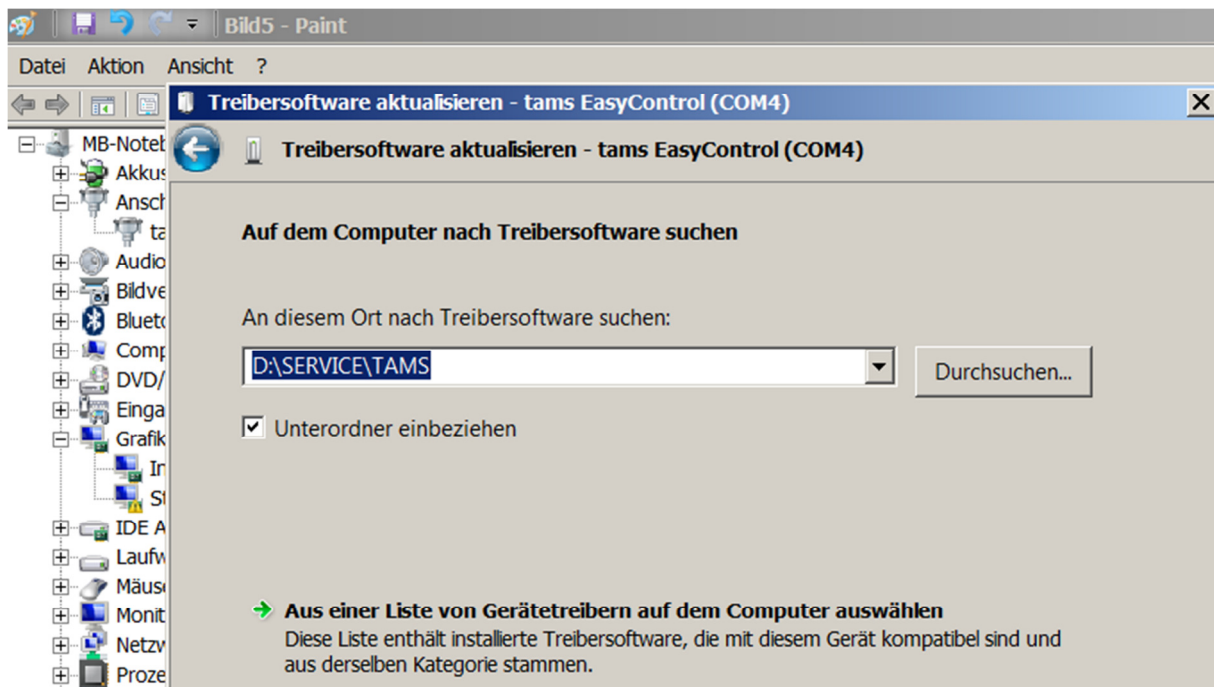 Bild5 - Paint
Datei Aktion Ansicht ?
Treibersoftware aktualisieren - tams EasyControl (COM4)
Treibersoftware aktualisieren - tams EasyControl (COM4)
MB-Noteb
Akkus
Ansch
ta
Audio
Bildve
Blueto
Comp
DVD/
Einga
Grafik
In
St
IDE A
Laufw
Mäuse
Monit
Netzw
Proze
Auf dem Computer nach Treibersoftware suchen
An diesem Ort nach Treibersoftware suchen:
D:\SERVICE\TAMS
Durchsuchen...
Unterordner einbeziehen
Aus einer Liste von Gerätetreibern auf dem Computer auswählen
Diese Liste enthält installierte Treibersoftware, die mit diesem Gerät kompatibel sind und
aus derselben Kategorie stammen.